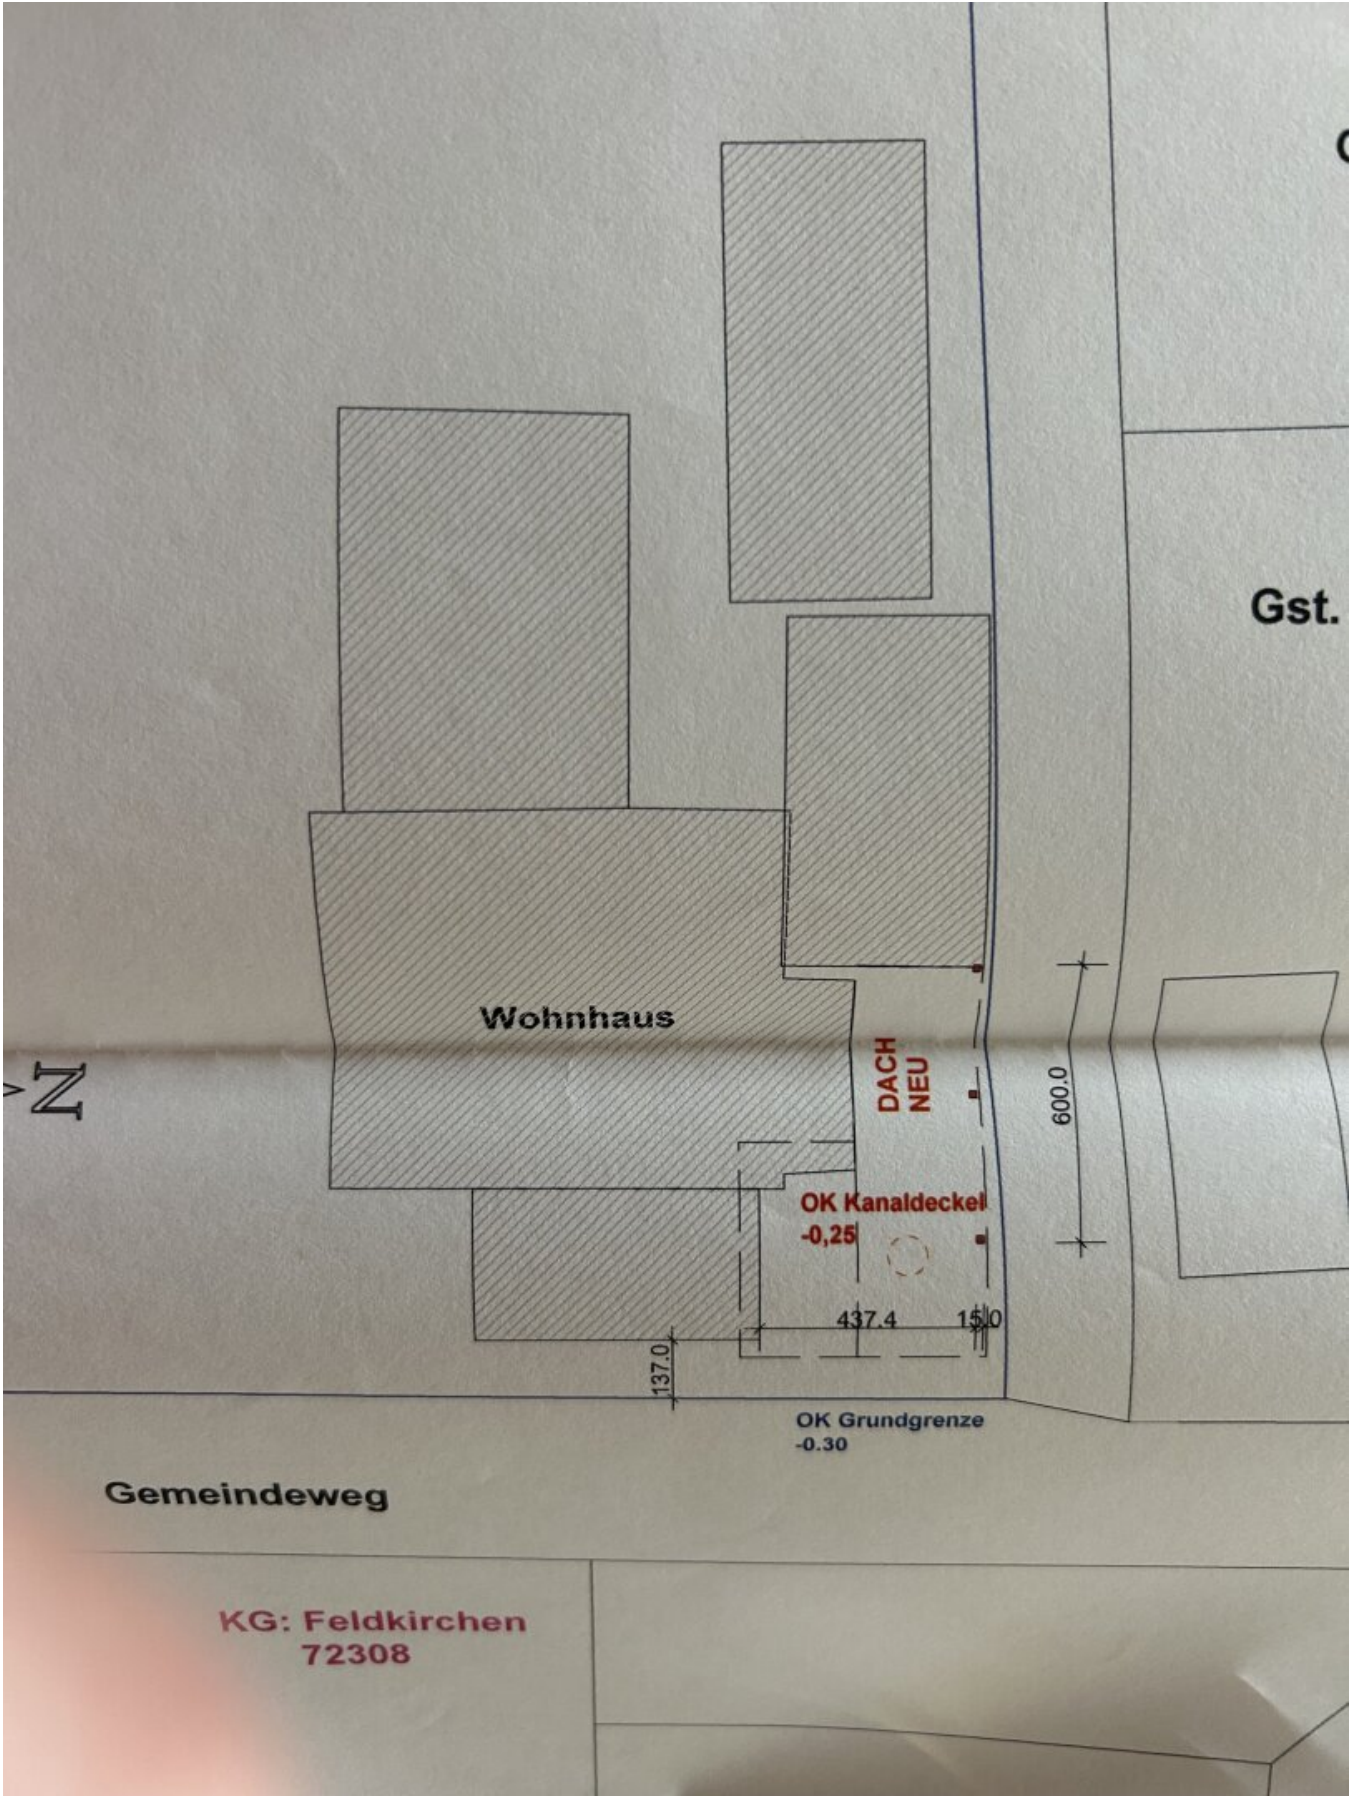 Gst.
Wohnhaus
N
DACH
NEU
600.0
OK Kanaldeckel
-0,25
437.4
15.0
137.0
OK Grundgrenze
-0.30
Gemeindeweg
KG: Feldkirchen
72308